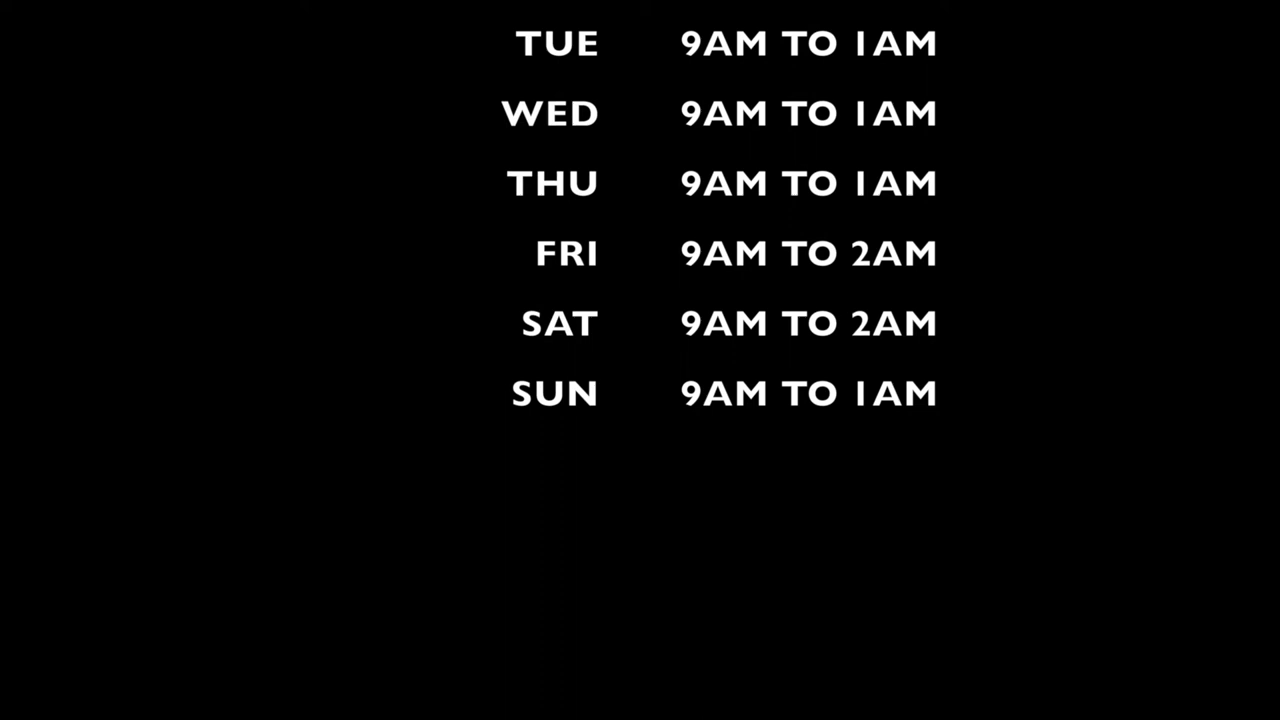 TUE 9AM TO 1AM
WED 9AM TO 1AM
THU 9AM TO 1AM
FRI 9AM TO 2AM
SAT 9AM TO 2AM
SUN 9AM TO 1AM